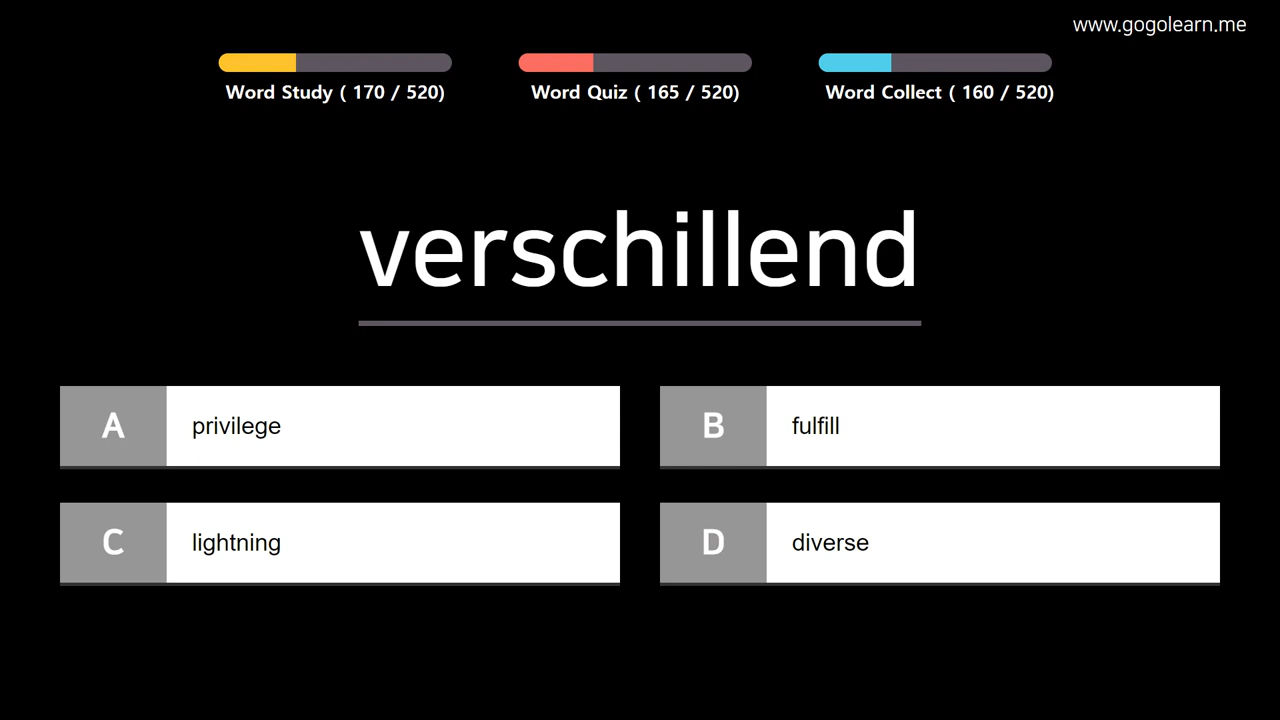 www.gogolearn.me
Word Study ( 170 / 520)
Word Quiz ( 165 / 520)
Word Collect ( 160 / 520)
verschillend
A privilege
B fulfill
C lightning
D diverse